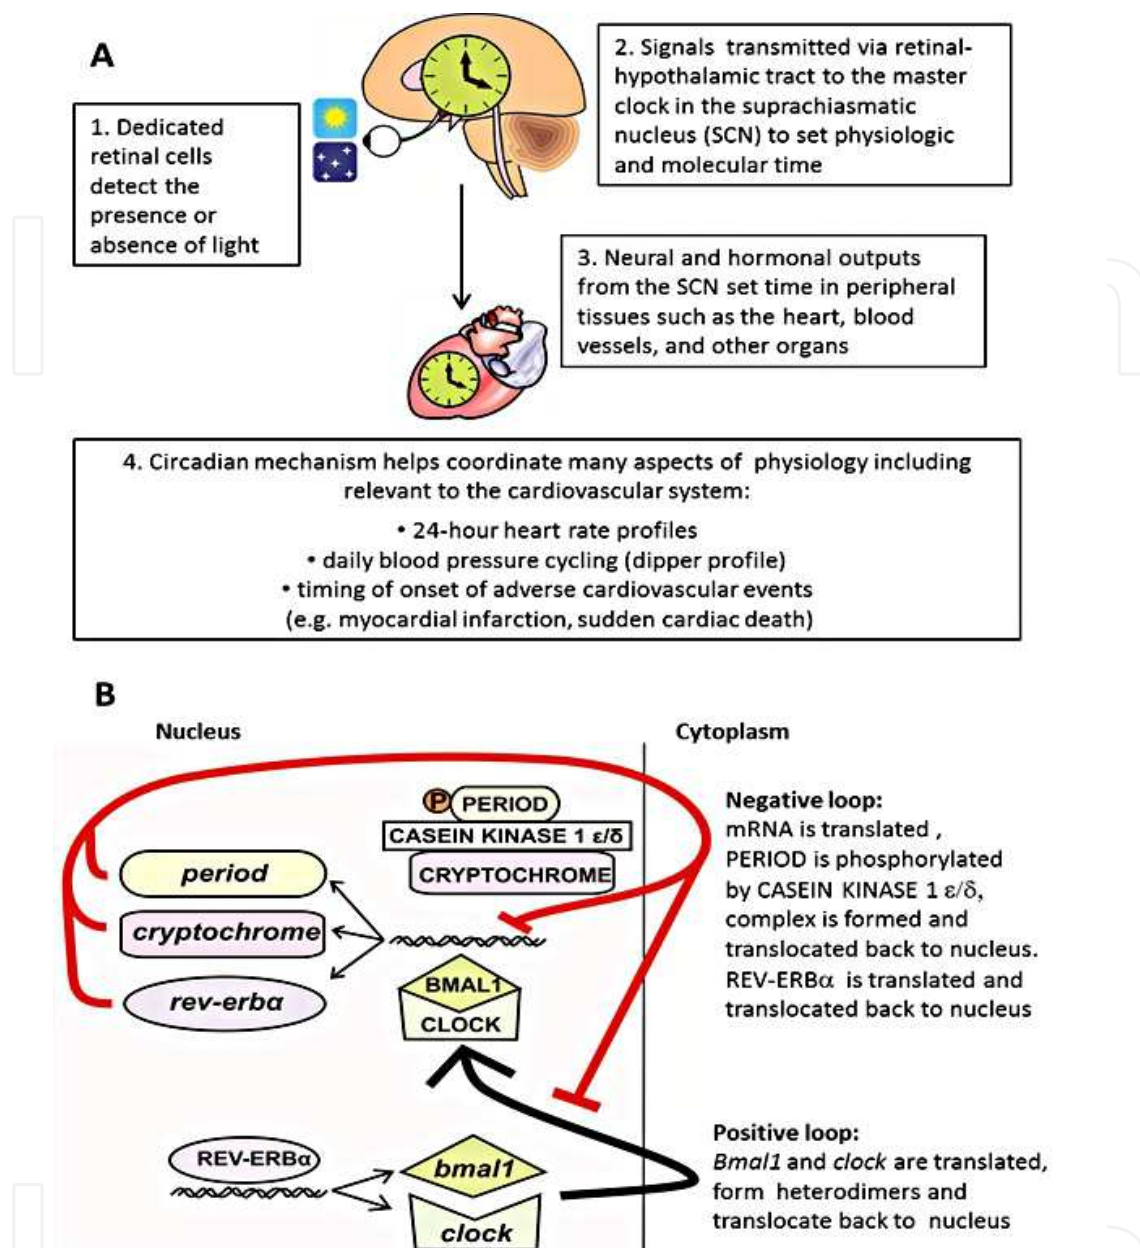 A
1. Dedicated
retinal cells
detect the
presence or
absence of light
2. Signals transmitted via retinal-
hypothalamic tract to the master
clock in the suprachiasmatic
nucleus (SCN) to set physiologic
and molecular time
3. Neural and hormonal outputs
from the SCN set time in peripheral
tissues such as the heart, blood
vessels, and other organs
4. Circadian mechanism helps coordinate many aspects of physiology including
relevant to the cardiovascular system:
• 24-hour heart rate profiles
• daily blood pressure cycling (dipper profile)
• timing of onset of adverse cardiovascular events
(e.g. myocardial infarction, sudden cardiac death)
B
Nucleus
Cytoplasm
P PERIOD
CASEIN KINASE 1 ε/δ
CRYPTOCHROME
period
cryptochrome
rev-erbα
BMAL1
CLOCK
Negative loop:
mRNA is translated ,
PERIOD is phosphorylated
by CASEIN KINASE 1 ε/δ,
complex is formed and
translocated back to nucleus.
REV-ERBα is translated and
translocated back to nucleus
REV-ERBα
bmal1
clock
Positive loop:
Bmal1 and clock are translated,
form heterodimers and
translocate back to nucleus